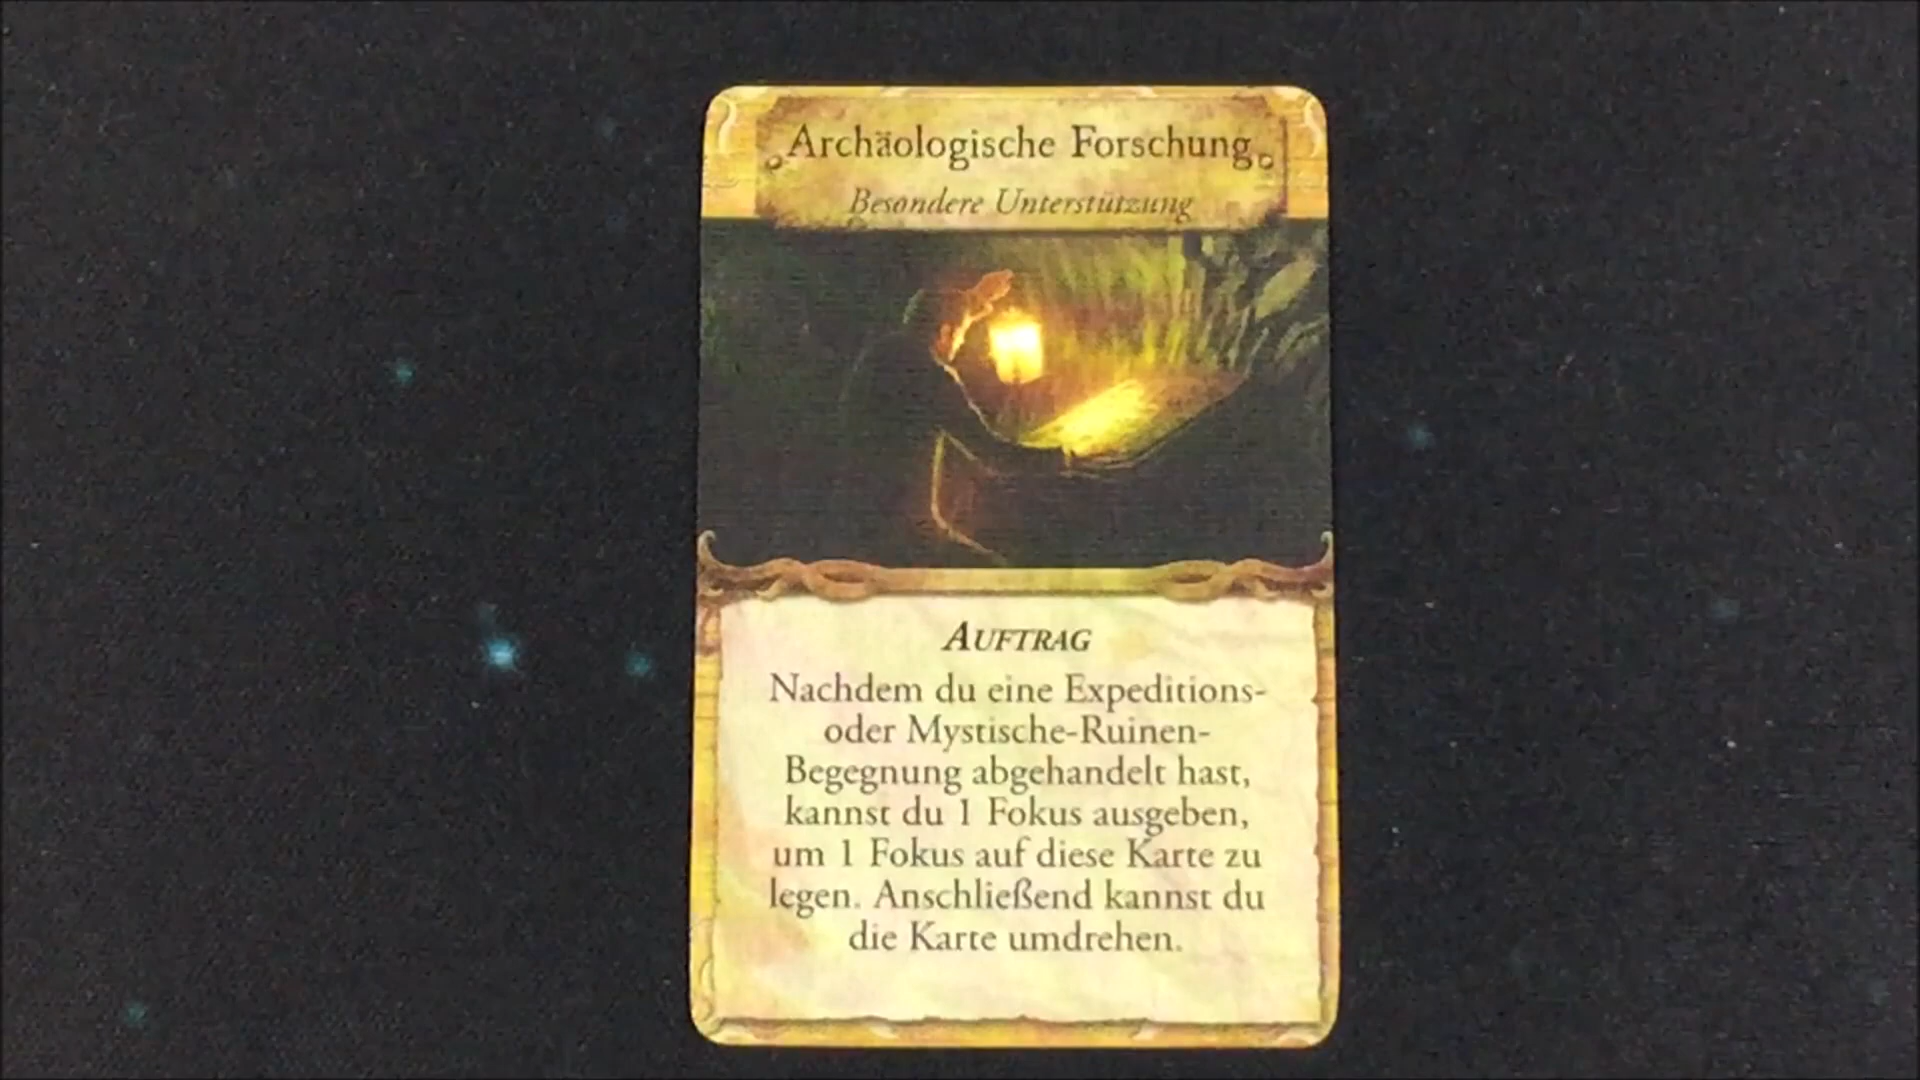 Archäologische Forschung
Besondere Unterstützung
AUFTRAG
Nachdem du eine Expeditions-
oder Mystische-Ruinen-
Begegnung abgehandelt hast,
kannst du 1 Fokus ausgeben,
um 1 Fokus auf diese Karte zu
legen. Anschließend kannst du
die Karte umdrehen.